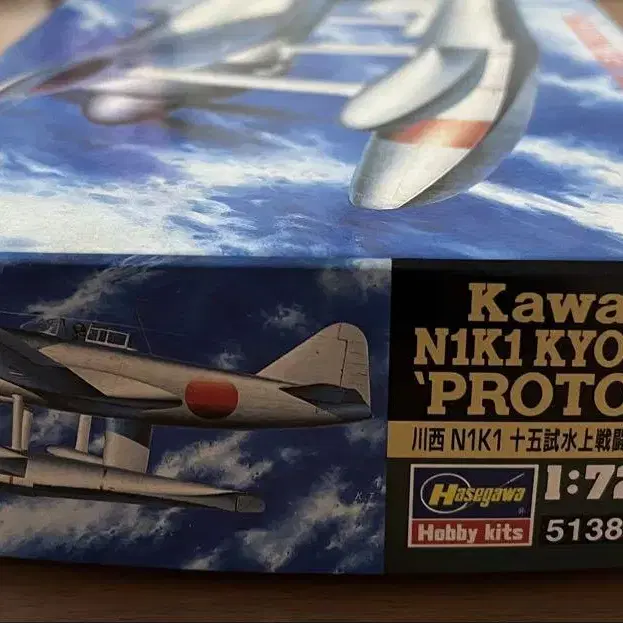 Kawa
N1K1 KYO
'PROTO
川西 N1K1 十五試水上戦闘
Hasegawa
Hobby kits
1:72
5138
K・J